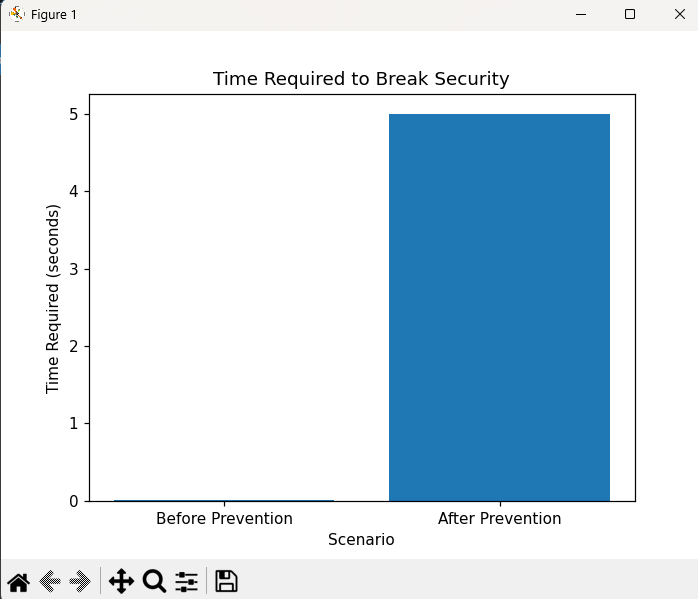 Figure 1
Time Required to Break Security
5
4
3
2
1
0
Time Required (seconds)
Before Prevention
After Prevention
Scenario